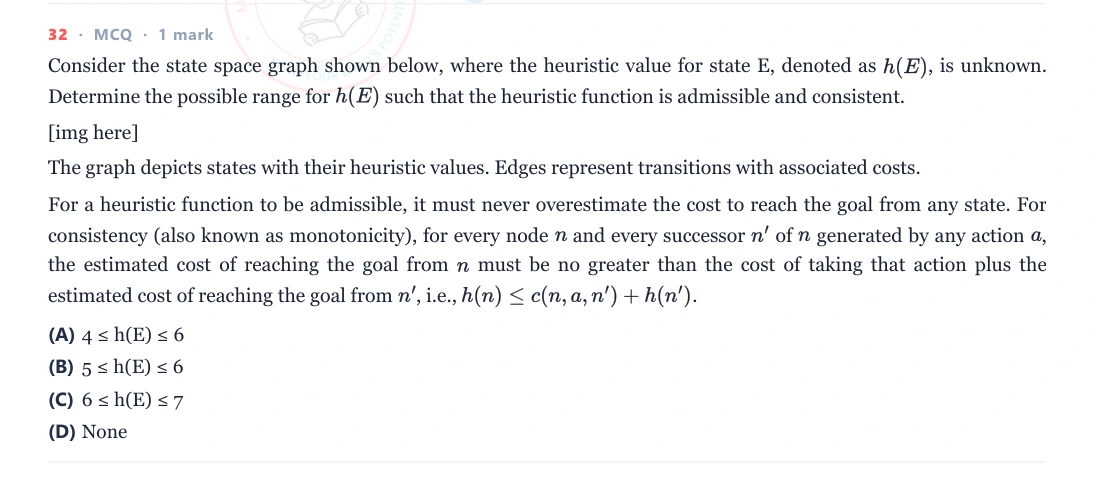 32 · MCQ · 1 mark
Consider the state space graph shown below, where the heuristic value for state E, denoted as h(E), is unknown.
Determine the possible range for h(E) such that the heuristic function is admissible and consistent.
[img here]
The graph depicts states with their heuristic values. Edges represent transitions with associated costs.
For a heuristic function to be admissible, it must never overestimate the cost to reach the goal from any state. For
consistency (also known as monotonicity), for every node n and every successor n′ of n generated by any action a,
the estimated cost of reaching the goal from n must be no greater than the cost of taking that action plus the
estimated cost of reaching the goal from n′, i.e., h(n) ≤ c(n, a, n′) + h(n′).
(A) 4 ≤ h(E) ≤ 6
(B) 5 ≤ h(E) ≤ 6
(C) 6 ≤ h(E) ≤ 7
(D) None